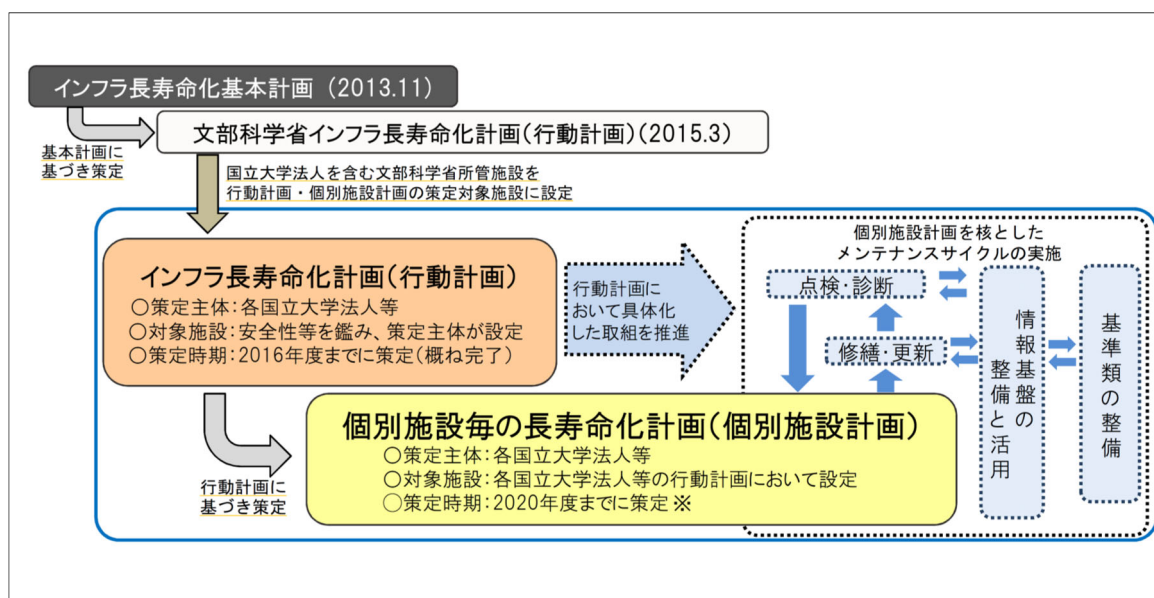 インフラ長寿命化基本計画（2013.11）
文部科学省インフラ長寿命化計画（行動計画）（2015.3）
基本計画に
基づき策定
国立大学法人を含む文部科学省所管施設を
行動計画・個別施設計画の策定対象施設に設定
インフラ長寿命化計画（行動計画）
○策定主体：各国立大学法人等
○対象施設：安全性等を鑑み、策定主体が設定
○策定時期：2016年度までに策定（概ね完了）
行動計画に
おいて具体化
した取組を推進
個別施設計画を核とした
メンテナンスサイクルの実施
点検・診断
修繕・更新
情報基盤の
整備と活用
基準類の整備
行動計画に
基づき策定
個別施設毎の長寿命化計画（個別施設計画）
○策定主体：各国立大学法人等
○対象施設：各国立大学法人等の行動計画において設定
○策定時期：2020年度までに策定※